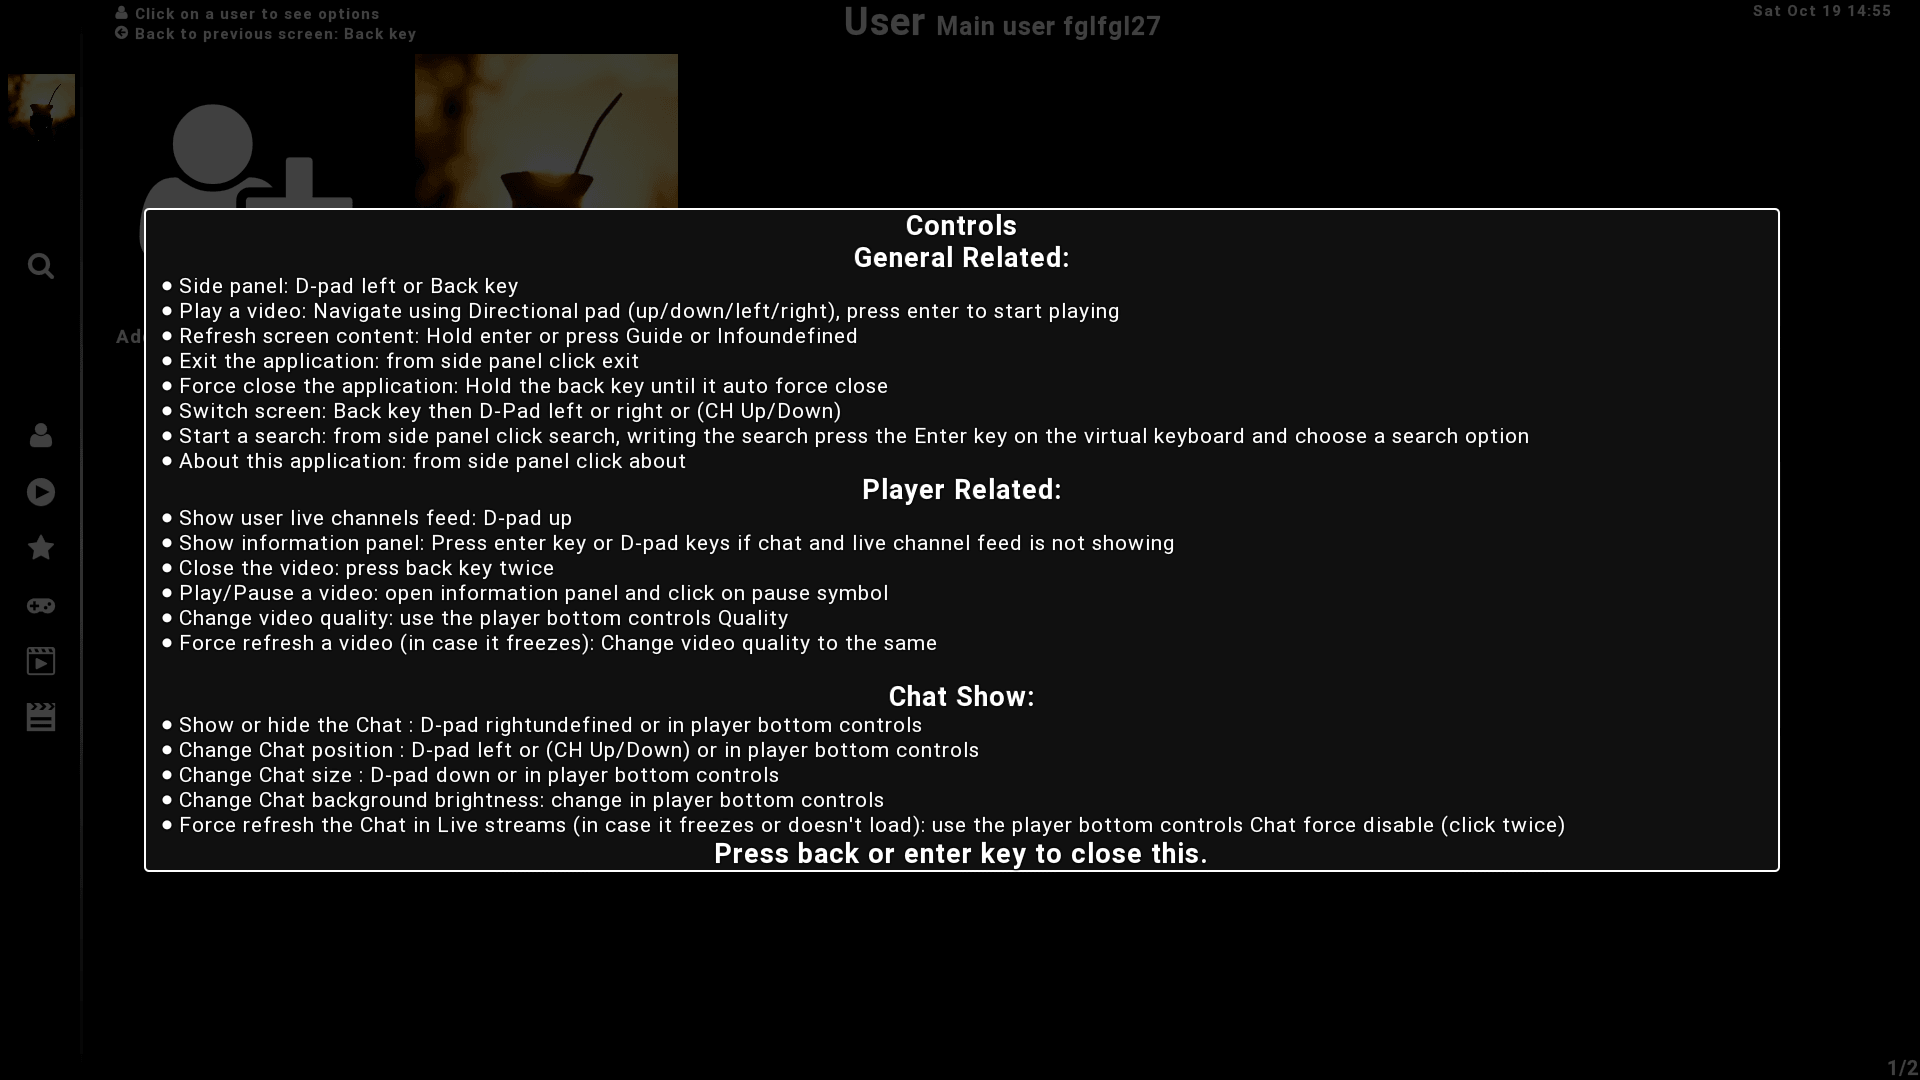 Click on a user to see options
Back to previous screen: Back key
User Main user fglfgl27
Sat Oct 19 14:55
Controls
General Related:
● Side panel: D-pad left or Back key
● Play a video: Navigate using Directional pad (up/down/left/right), press enter to start playing
● Refresh screen content: Hold enter or press Guide or Infoundefined
● Exit the application: from side panel click exit
● Force close the application: Hold the back key until it auto force close
● Switch screen: Back key then D-Pad left or right or (CH Up/Down)
● Start a search: from side panel click search, writing the search press the Enter key on the virtual keyboard and choose a search option
● About this application: from side panel click about
Player Related:
● Show user live channels feed: D-pad up
● Show information panel: Press enter key or D-pad keys if chat and live channel feed is not showing
● Close the video: press back key twice
● Play/Pause a video: open information panel and click on pause symbol
● Change video quality: use the player bottom controls Quality
● Force refresh a video (in case it freezes): Change video quality to the same
Chat Show:
● Show or hide the Chat : D-pad rightundefined or in player bottom controls
● Change Chat position : D-pad left or (CH Up/Down) or in player bottom controls
● Change Chat size : D-pad down or in player bottom controls
● Change Chat background brightness: change in player bottom controls
● Force refresh the Chat in Live streams (in case it freezes or doesn't load): use the player bottom controls Chat force disable (click twice)
Press back or enter key to close this.
1/2